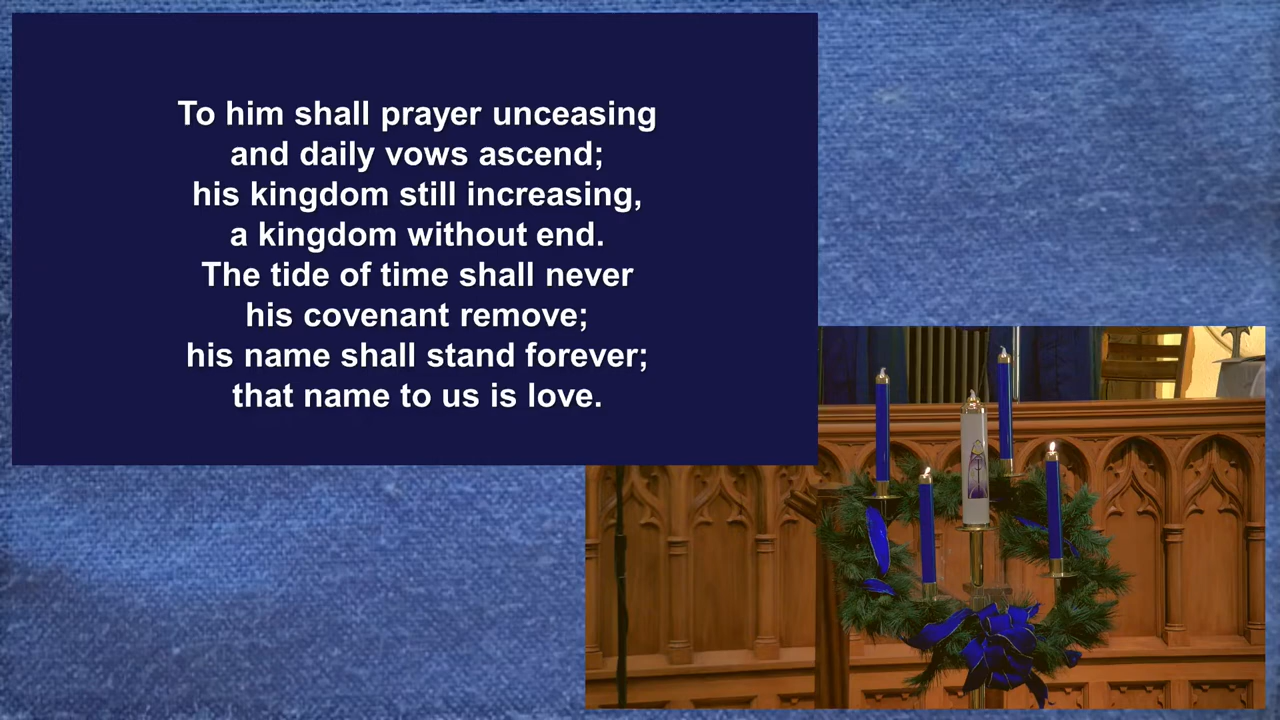 To him shall prayer unceasing
and daily vows ascend;
his kingdom still increasing,
a kingdom without end.
The tide of time shall never
his covenant remove;
his name shall stand forever;
that name to us is love.